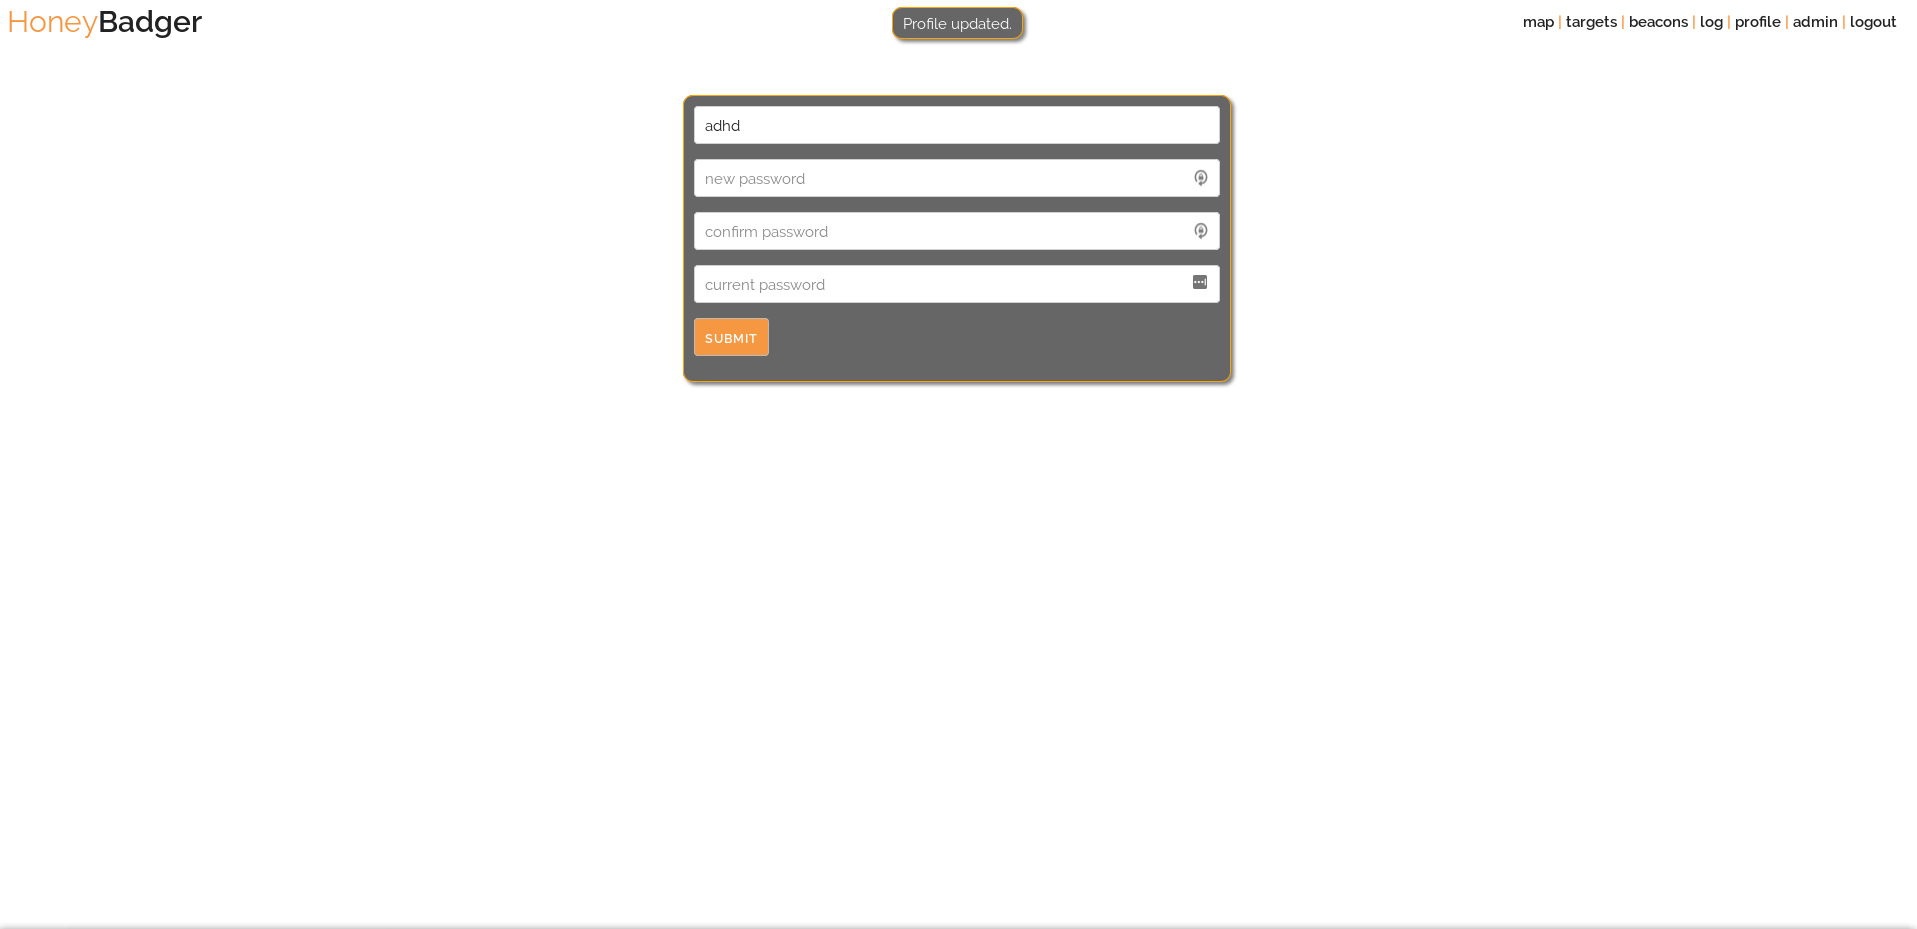 HoneyBadger
Profile updated.
map | targets | beacons | log | profile | admin | logout
adhd
new password
confirm password
current password
SUBMIT